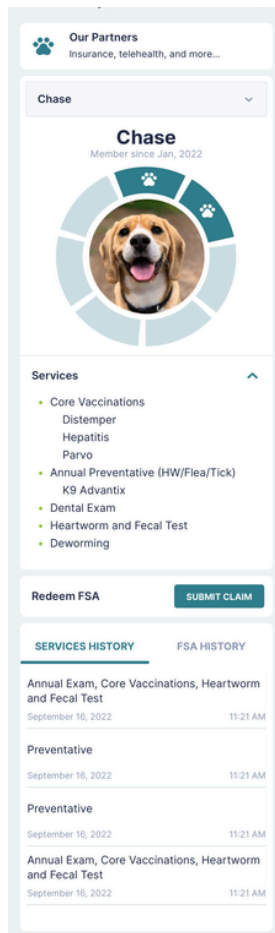 Our Partners
Insurance, telehealth, and more...
Chase
Chase
Member since Jan, 2022
Services
Core Vaccinations
Distemper
Hepatitis
Parvo
Annual Preventative (HW/Flea/Tick)
K9 Advantix
Dental Exam
Heartworm and Fecal Test
Deworming
Redeem FSA
SUBMIT CLAIM
SERVICES HISTORY
FSA HISTORY
Annual Exam, Core Vaccinations, Heartworm
and Fecal Test
September 16, 2022
11:21 AM
Preventative
September 16, 2022
11:21 AM
Preventative
September 16, 2022
11:21 AM
Annual Exam, Core Vaccinations, Heartworm
and Fecal Test
September 16, 2022
11:21 AM